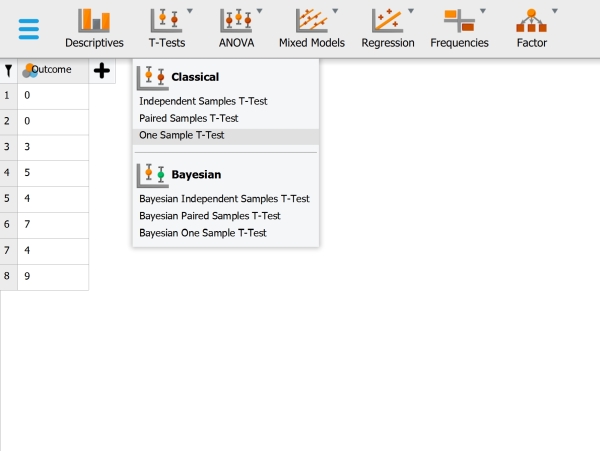 Descriptives T-Tests ANOVA Mixed Models Regression Frequencies Factor
Outcome
1 0
2 0
3 3
4 5
5 4
6 7
7 4
8 9
Classical
Independent Samples T-Test
Paired Samples T-Test
One Sample T-Test
Bayesian
Bayesian Independent Samples T-Test
Bayesian Paired Samples T-Test
Bayesian One Sample T-Test